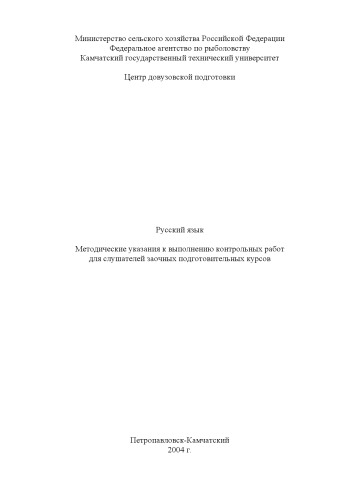 Министерство сельского хозяйства Российской Федерации
Федеральное агентство по рыболовству
Камчатский государственный технический университет
Центр довузовской подготовки
Русский язык
Методические указания к выполнению контрольных работ
для слушателей заочных подготовительных курсов
Петропавловск-Камчатский
2004 г.